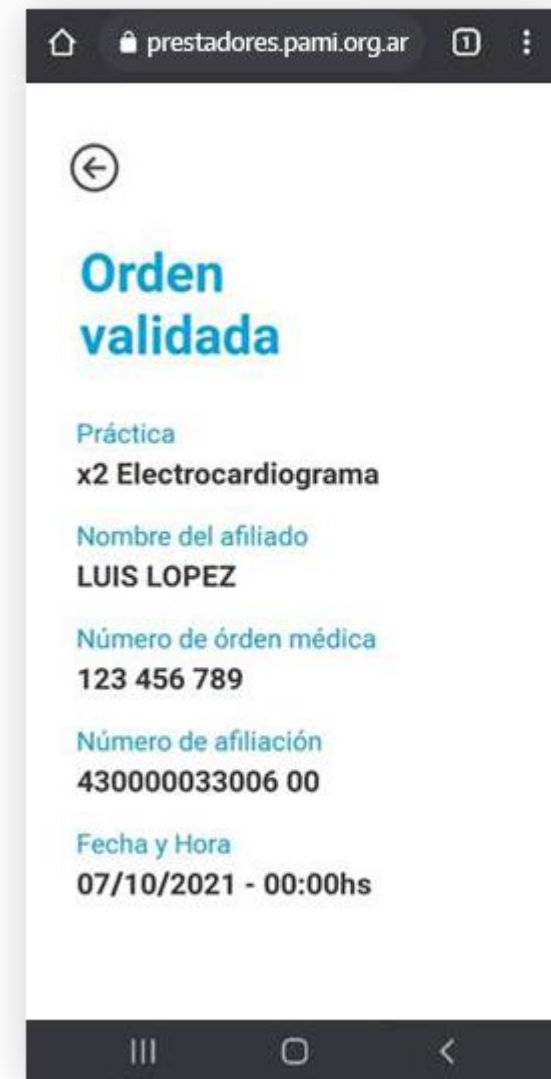 prestadores.pami.org.ar 1
Orden
validada
Práctica
x2 Electrocardiograma
Nombre del afiliado
LUIS LOPEZ
Número de órden médica
123 456 789
Número de afiliación
430000033006 00
Fecha y Hora
07/10/2021 - 00:00hs